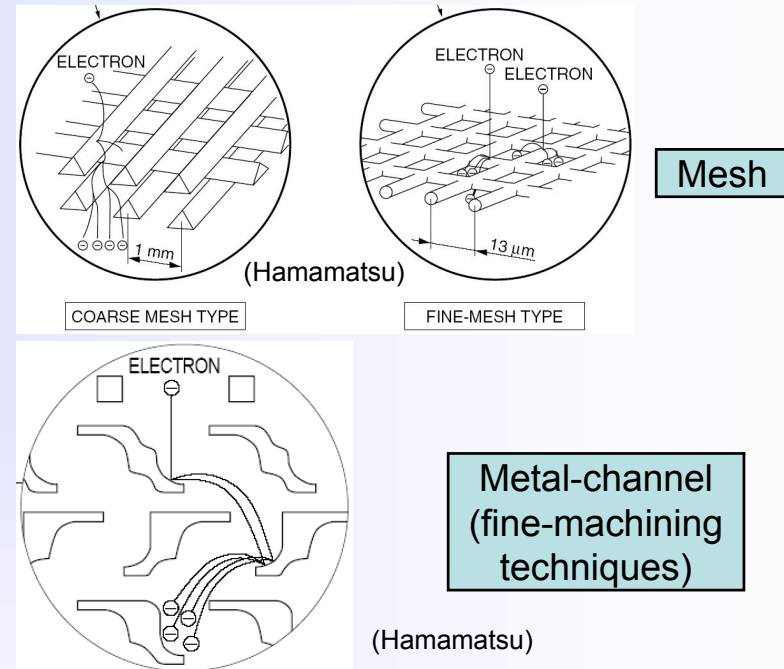 ELECTRON
1 mm
COARSE MESH TYPE
ELECTRON
ELECTRON
13 µm
FINE-MESH TYPE
(Hamamatsu)
Mesh
ELECTRON
(Hamamatsu)
Metal-channel
(fine-machining
techniques)